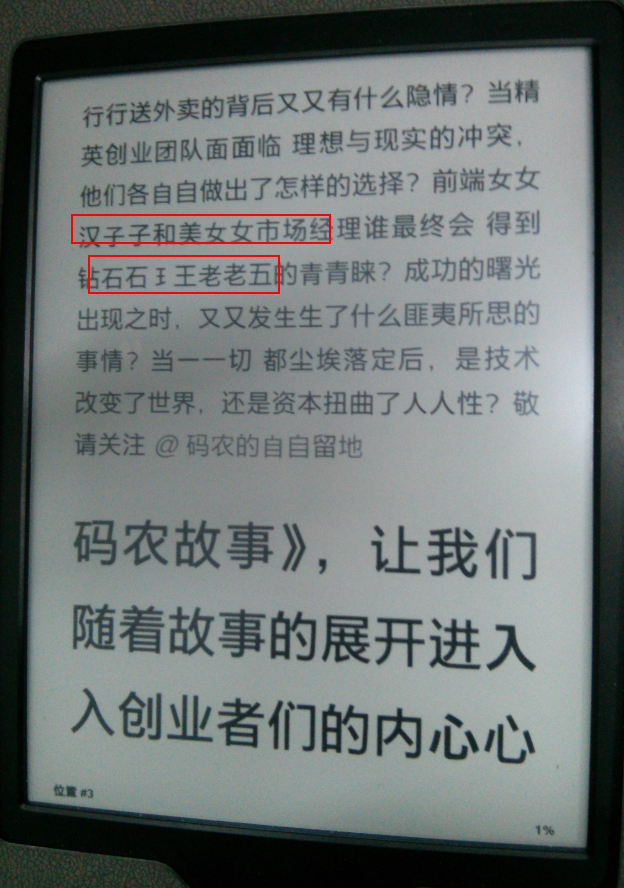 行行送外卖的背后又又有什么隐情？当精
英创业团队面面临 理想与现实的冲突，
他们各自自做出了怎样的选择？前端女女
汉子子和美女女市场经理谁最终会 得到
钻石石王王老老五的青青睐？成功的曙光
出现之时，又又发生生了什么匪夷所思的
事情？当一一切 都尘埃落定后，是技术
改变了世界，还是资本扭曲了人人性？敬
请关注 @ 码农的自自留地
码农故事》，让我们
随着故事的展开进入
入创业者们的内心心
位置 #3
1%